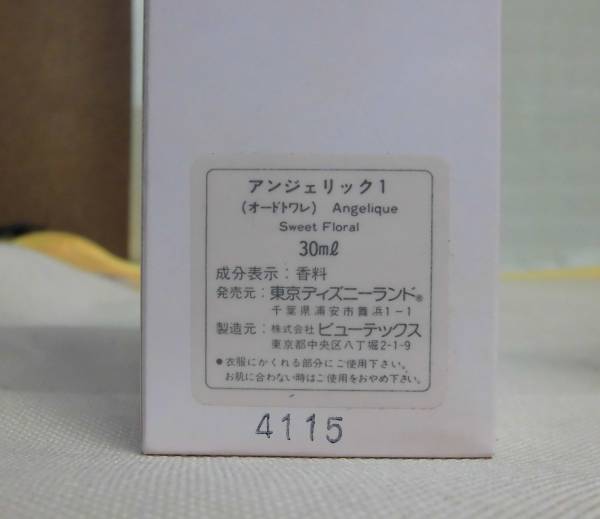 アンジェリック1
(オードトワレ) Angelique
Sweet Floral
30mℓ
成分表示：香料
発売元：東京ディズニーランド®
千葉県浦安市舞浜1-1
製造元：株式会社ビューテックス
東京都中央区八丁堀2-1-9
●衣服にかくれる部分にご使用下さい。
お肌に合わない時はご使用をおやめ下さい。
4115